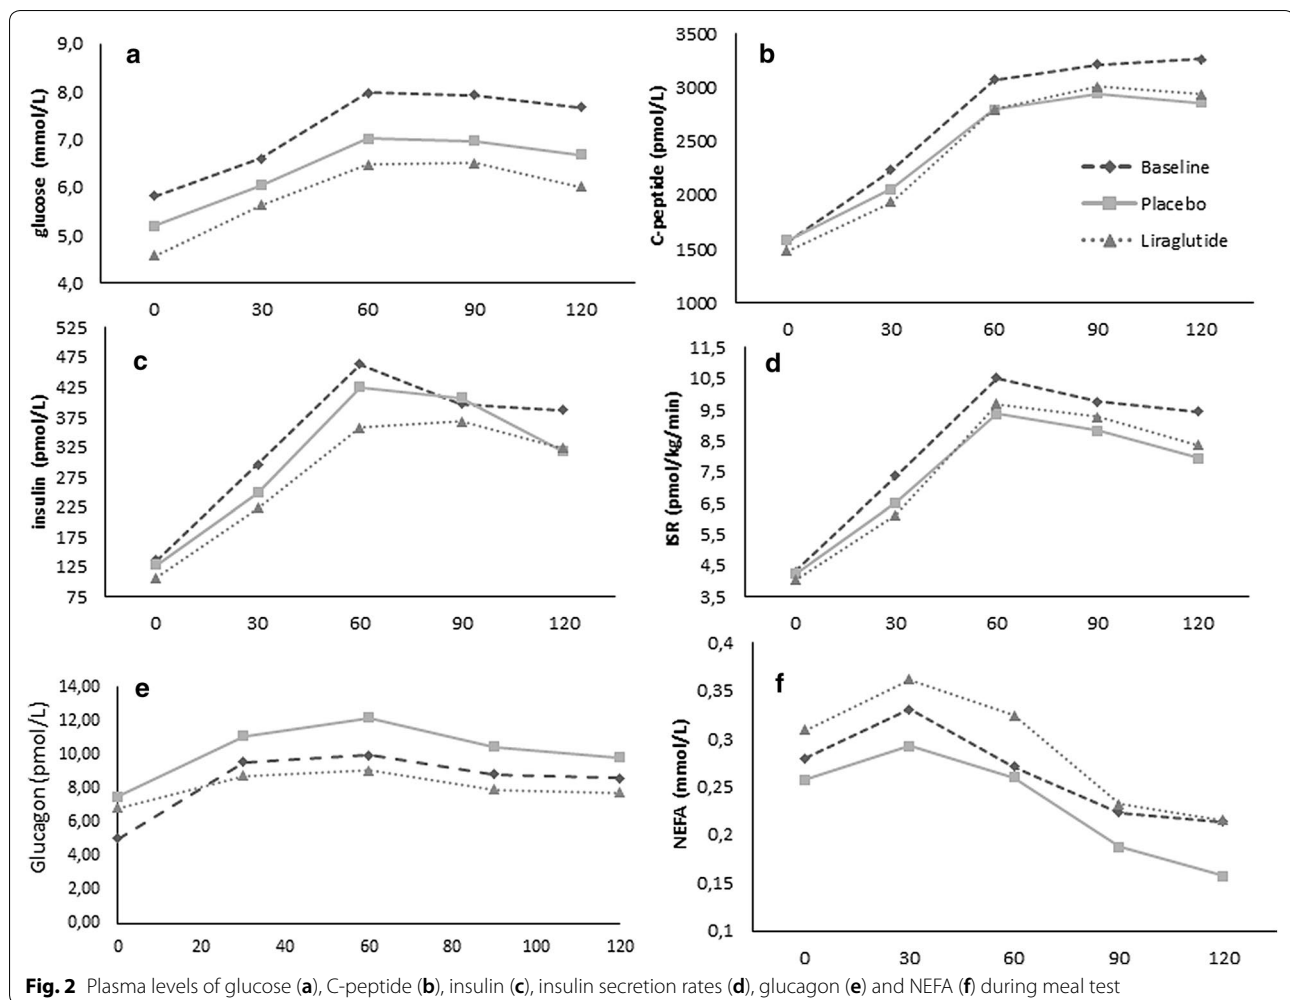 a
glucose (mmol/L)
9,0
8,0
7,0
6,0
5,0
4,0
0 30 60 90 120
b
C-peptide (pmol/L)
3500
3000
2500
2000
1500
1000
0 30 60 90 120
Baseline
Placebo
Liraglutide
c
insulin (pmol/L)
525
475
425
375
325
275
225
175
125
75
0 30 60 90 120
d
ISR (pmol/kg/min)
11,5
10,5
9,5
8,5
7,5
6,5
5,5
4,5
3,5
0 30 60 90 120
e
Glucagon(pmol/L)
14,00
12,00
10,00
8,00
6,00
4,00
2,00
0,00
0 20 40 60 80 100 120
f
NEFA (mmol/L)
0,4
0,35
0,3
0,25
0,2
0,15
0,1
0 30 60 90 120
Fig. 2 Plasma levels of glucose (a), C-Peptide (b), insulin (c), insulin secretion rates (d), glucagon (e) and NEFA (f) during meal test